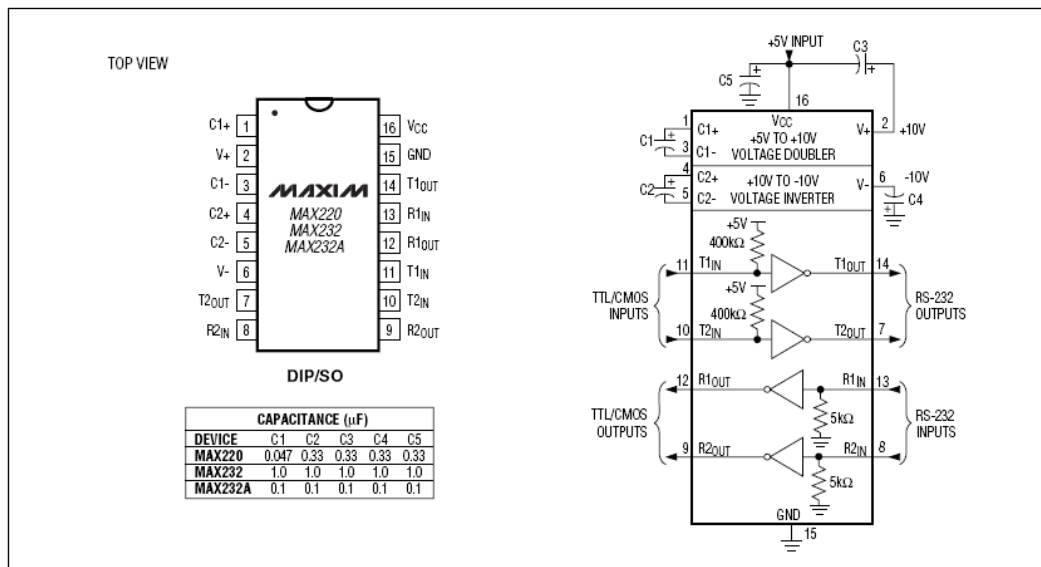 TOP VIEW
C1+ 1
V+ 2
C1- 3
C2+ 4
C2- 5
V- 6
T2OUT 7
R2IN 8
16 VCC
15 GND
14 T1OUT
13 R1IN
12 R1OUT
11 T1IN
10 T2IN
9 R2OUT
MAXIM
MAX220
MAX232
MAX232A
DIP/SO
CAPACITANCE (μF)
DEVICE C1 C2 C3 C4 C5
MAX220 0.047 0.33 0.33 0.33 0.33
MAX232 1.0 1.0 1.0 1.0 1.0
MAX232A 0.1 0.1 0.1 0.1 0.1
+5V INPUT
C3
+
C5
+
16
VCC
1
C1+
C1
+
3
C1-
+5V TO +10V
VOLTAGE DOUBLER
V+
2
+10V
+
4
C2+
C2
+
5
C2-
+10V TO -10V
VOLTAGE INVERTER
V-
6
-10V
C4
+
+5V
400kΩ
11 T1IN
T1OUT 14
+5V
400kΩ
10 T2IN
T2OUT 7
TTL/CMOS
INPUTS
RS-232
OUTPUTS
12 R1OUT
R1IN 13
5kΩ
9 R2OUT
R2IN 8
5kΩ
TTL/CMOS
OUTPUTS
RS-232
INPUTS
GND
15